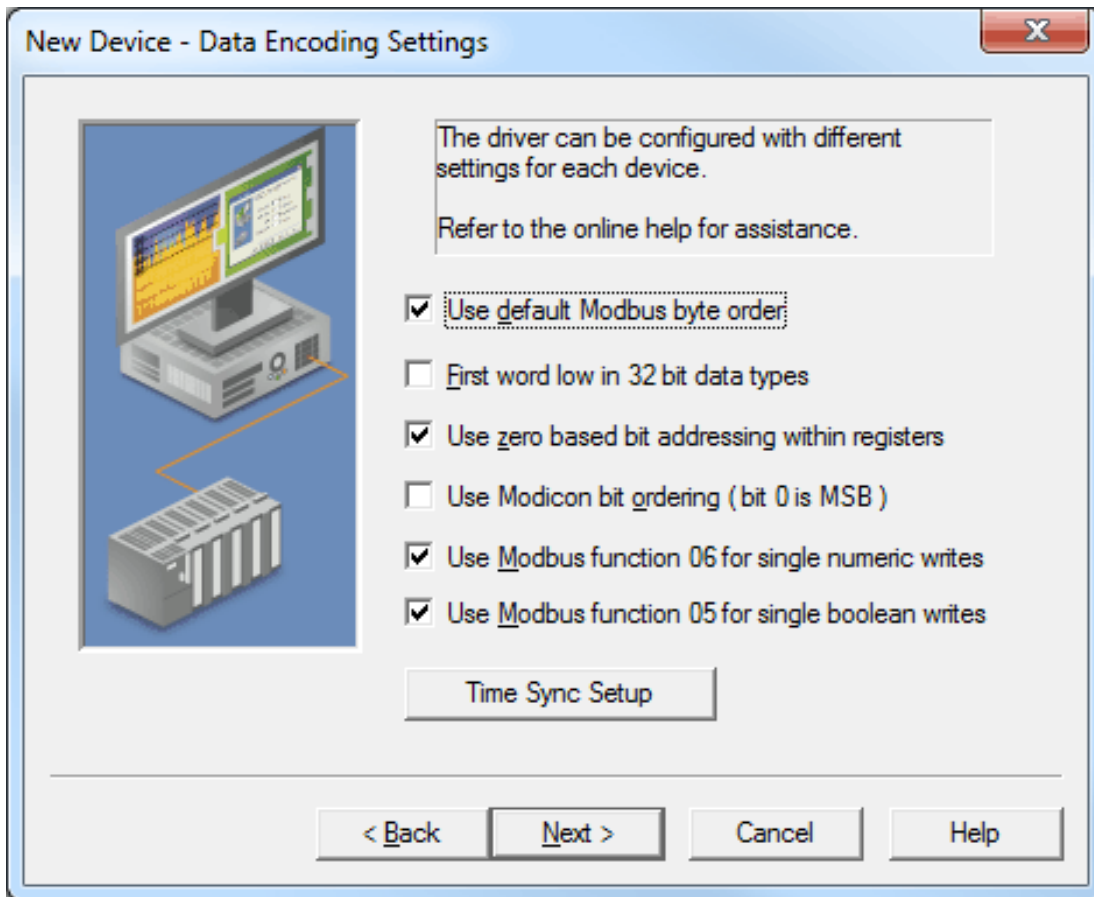 New Device - Data Encoding Settings
The driver can be configured with different
settings for each device.
Refer to the online help for assistance.
Use default Modbus byte order
First word low in 32 bit data types
Use zero based bit addressing within registers
Use Modicon bit ordering ( bit 0 is MSB )
Use Modbus function 06 for single numeric writes
Use Modbus function 05 for single boolean writes
Time Sync Setup
< Back
Next >
Cancel
Help